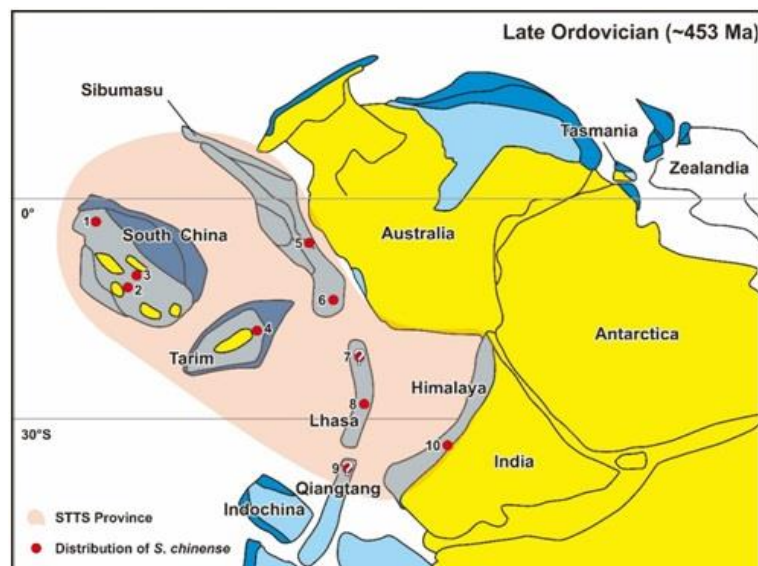 Late Ordovician (~453 Ma)
Sibumasu
Tasmania
Zealandia
0°
1
South China
5
Australia
3
2
6
4
Tarim
7
?
Antarctica
Himalaya
8
Lhasa
30°S
10
9
?
India
Qiangtang
Indochina
STTS Province
Distribution of S. chinense